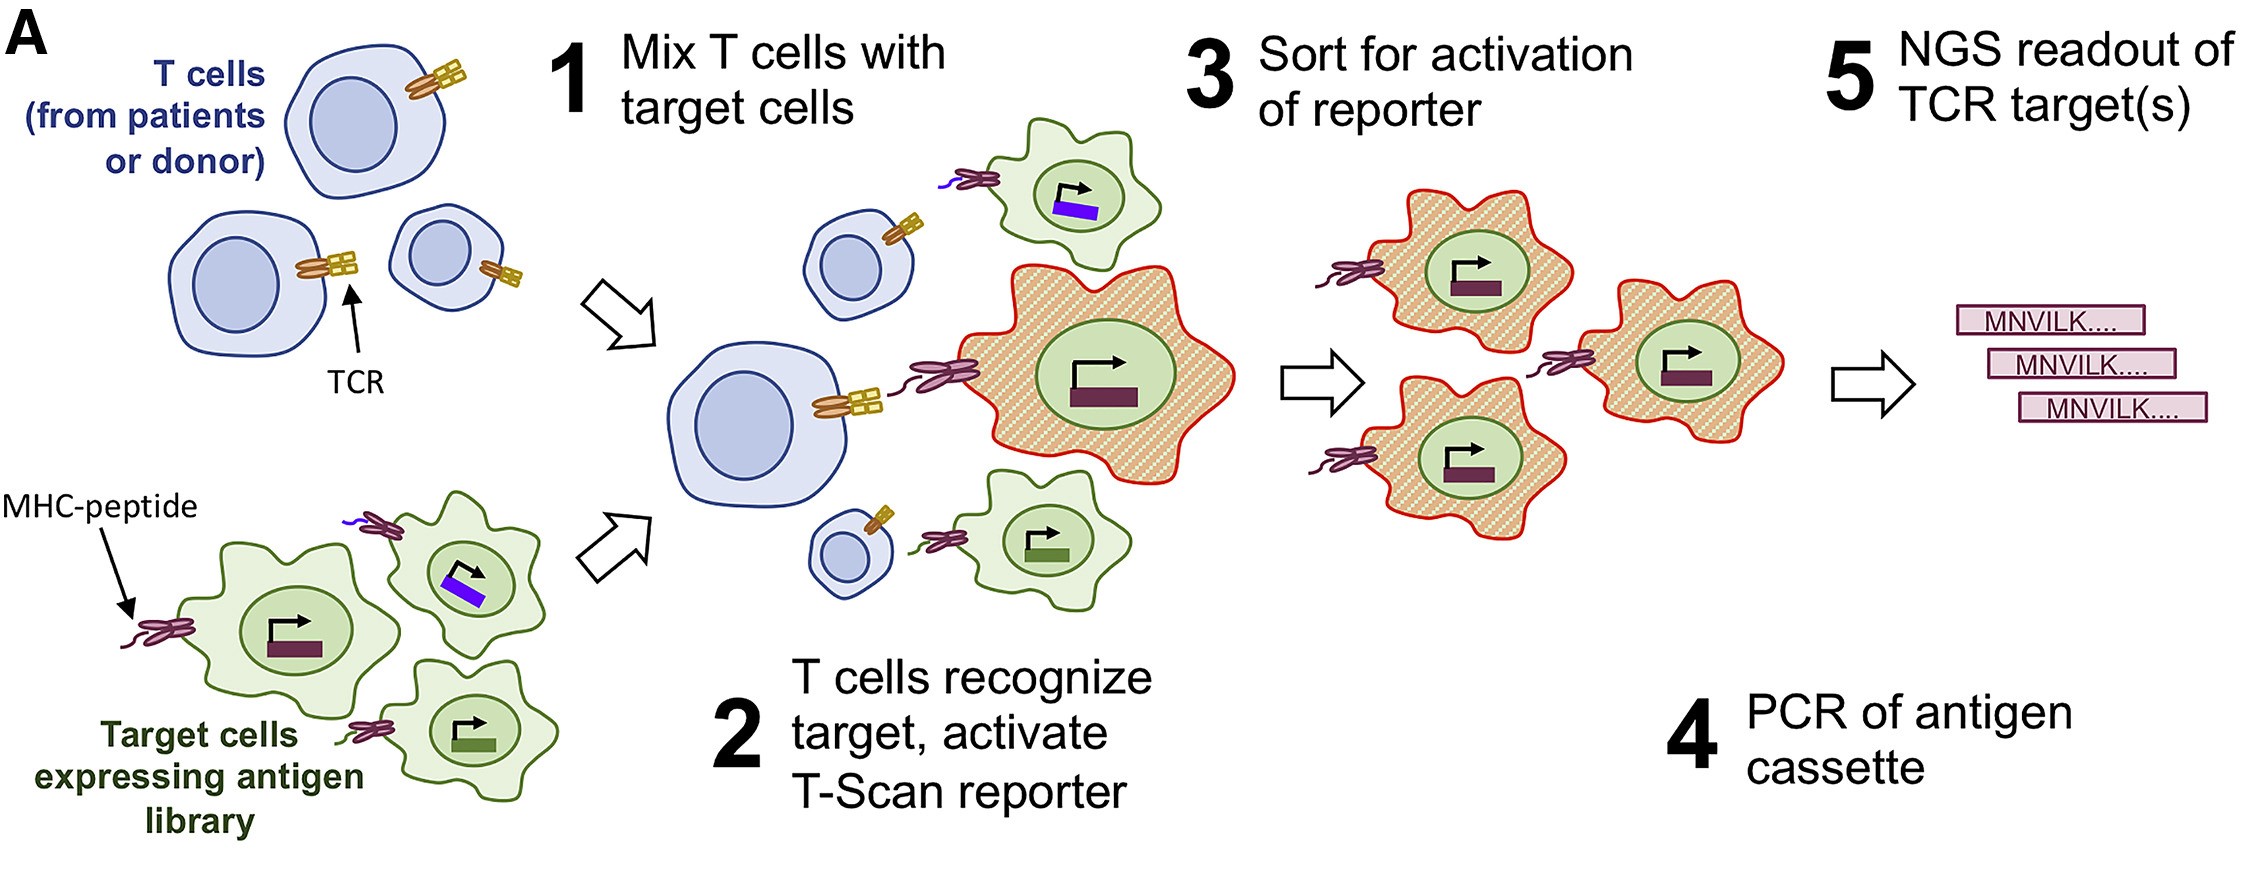 A
T cells
(from patients
or donor)
TCR
MHC-peptide
Target cells
expressing antigen
library
1
Mix T cells with
target cells
2
T cells recognize
target, activate
T-Scan reporter
3
Sort for activation
of reporter
4
PCR of antigen
cassette
5
NGS readout of
TCR target(s)
MNVILK....
MNVILK....
MNVILK....